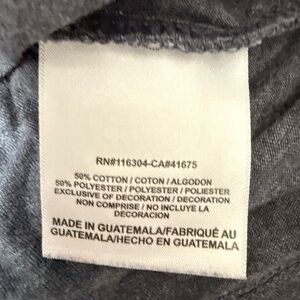 RN#116304-CA#41675
50% COTTON / COTON / ALGODON
50% POLYESTER / POLYESTER / POLIESTER
EXCLUSIVE OF DECORATION / DECORATION
NON COMPRISE / NO INCLUYE LA
DECORACION
MADE IN GUATEMALA/FABRIQUÉ AU
GUATEMALA/HECHO EN GUATEMALA